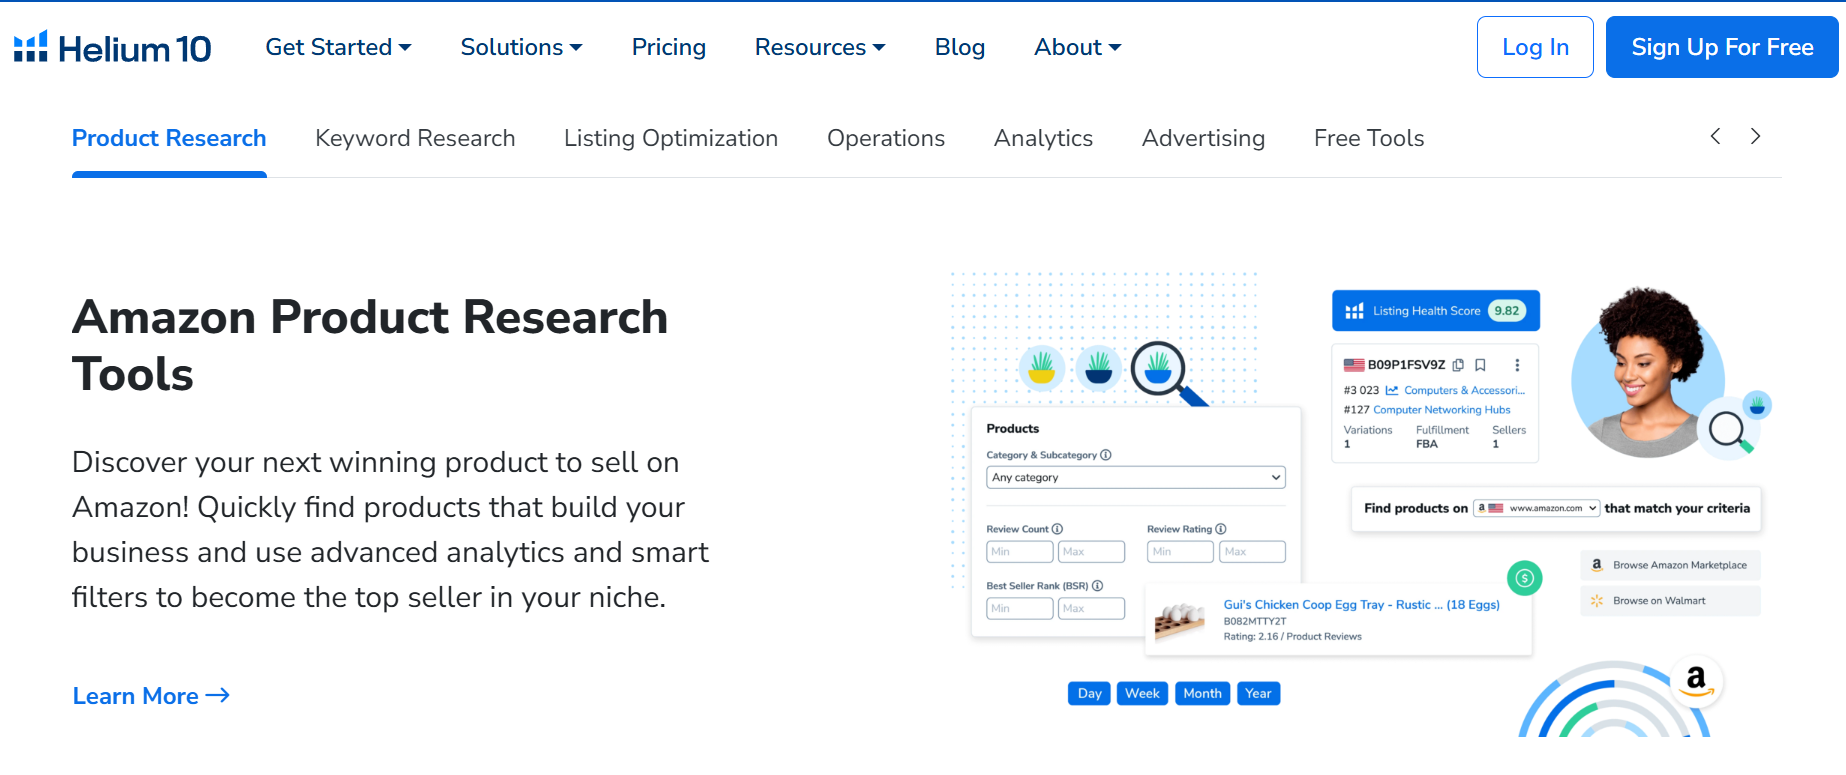 Helium 10
Get Started
Solutions
Pricing
Resources
Blog
About
Log In
Sign Up For Free
Product Research
Keyword Research
Listing Optimization
Operations
Analytics
Advertising
Free Tools
Amazon Product Research
Tools
Discover your next winning product to sell on
Amazon! Quickly find products that build your
business and use advanced analytics and smart
filters to become the top seller in your niche.
Learn More
Products
Category & Subcategory
Any category
Review Count
Review Rating
Min
Max
Min
Max
Best Seller Rank (BSR)
Min
Max
Gui's Chicken Coop Egg Tray - Rustic ... (18 Eggs)
B082MTTY2T
Rating: 2.16 / Product Reviews
Day
Week
Month
Year
Listing Health Score 9.82
B09P1FSV9Z
#3 023 Computers & Accessori...
#127 Computer Networking Hubs
Variations Fulfillment Sellers
1 FBA 1
Find products on a www.amazon.com that match your criteria
a Browse Amazon Marketplace
Browse on Walmart
a